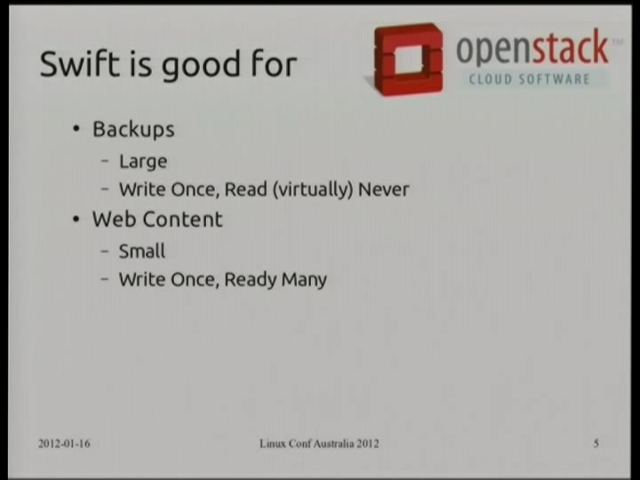 Swift is good for
openstack™
CLOUD SOFTWARE
• Backups
– Large
– Write Once, Read (virtually) Never
• Web Content
– Small
– Write Once, Ready Many
2012-01-16
Linux Conf Australia 2012
5